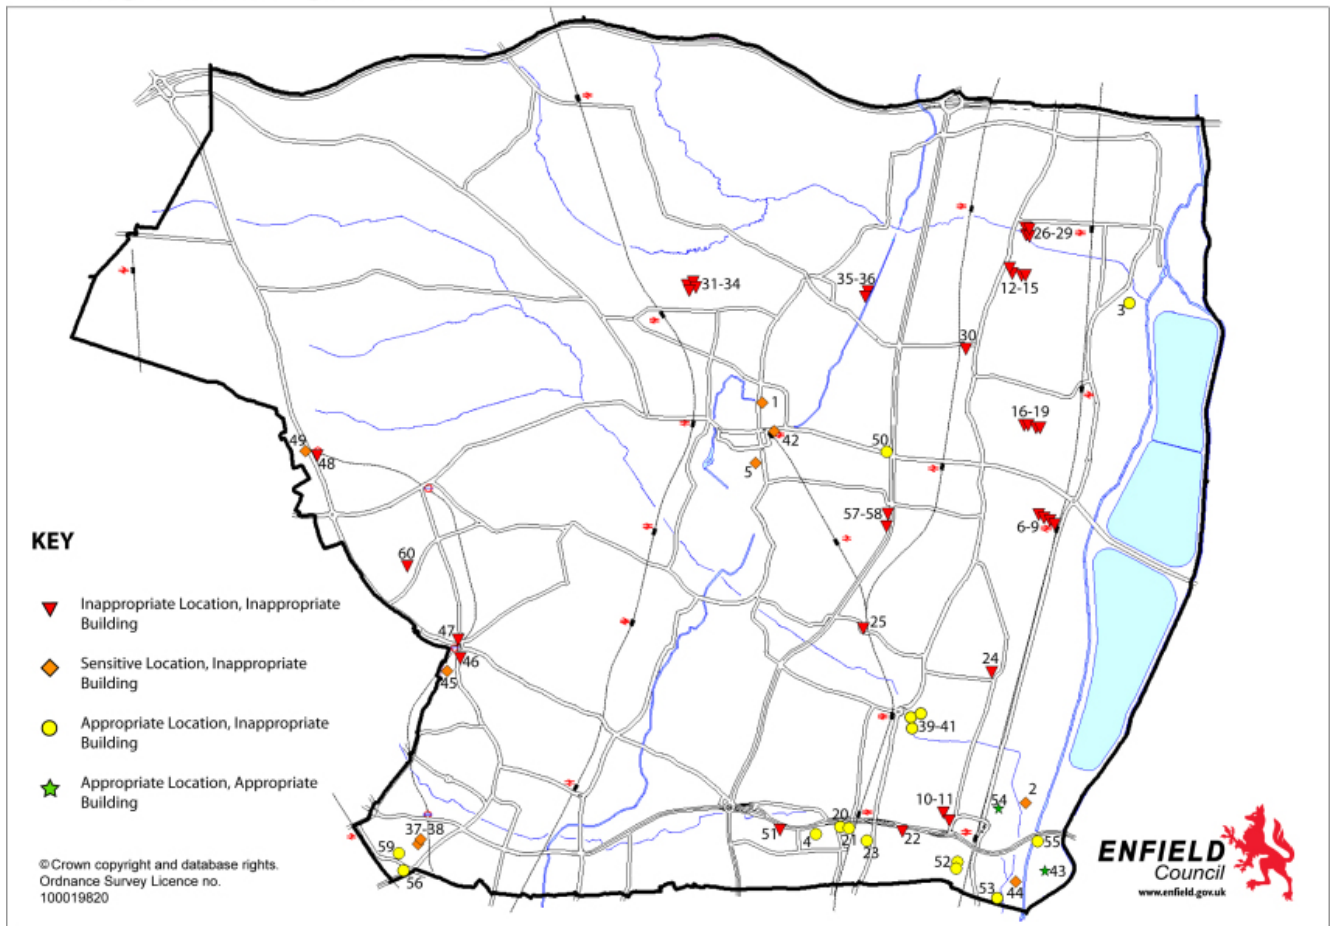 26-29
12-15
31-34
35-36
3
30
1
16-19
42
50
49
48
5
57-58
6-9
60
25
47
46
45
24
39-41
2
10-11
54
20
51
4
21
23
22
55
37-38
59
56
52
43
53
44
KEY
Inappropriate Location, Inappropriate
Building
Sensitive Location, Inappropriate
Building
Appropriate Location, Inappropriate
Building
Appropriate Location, Appropriate
Building
© Crown copyright and database rights.
Ordnance Survey Licence no.
100019820
ENFIELD
Council
www.enfield.gov.uk